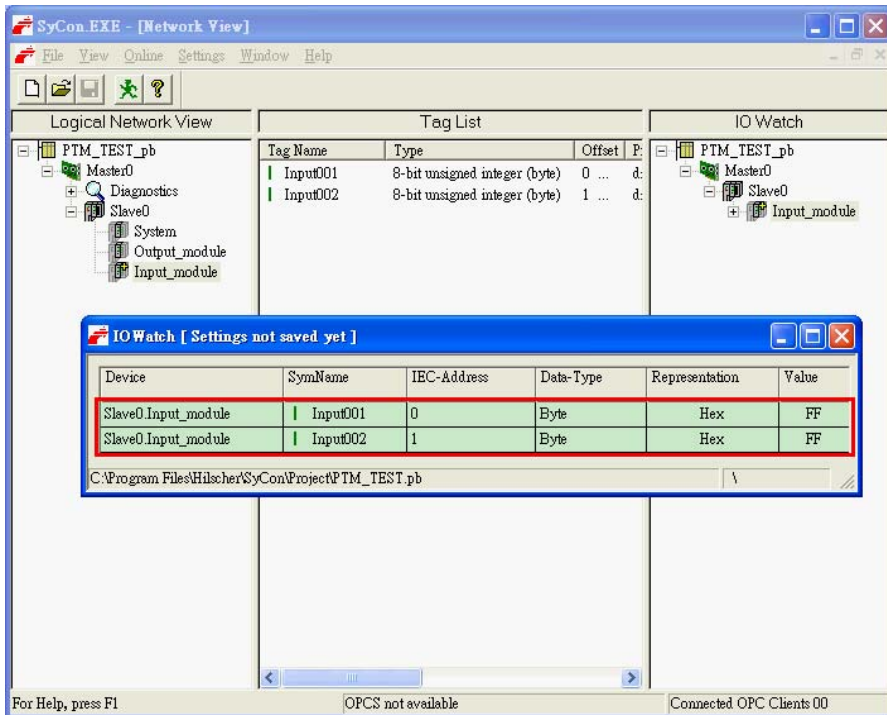 SyCon.EXE - [Network View]
File View Online Settings Window Help
Logical Network View
PTM_TEST_pb
Master0
Diagnostics
Slave0
System
Output_module
Input_module
Tag List
Tag Name Type Offset P:
Input001 8-bit unsigned integer (byte) 0 ... d:
Input002 8-bit unsigned integer (byte) 1 ... d:
IO Watch
PTM_TEST_pb
Master0
Slave0
Input_module
IO Watch [ Settings not saved yet ]
Device SymName IEC-Address Data-Type Representation Value
Slave0.Input_module Input001 0 Byte Hex FF
Slave0.Input_module Input002 1 Byte Hex FF
C:\Program Files\Hilscher\SyCon\Project\PTM_TEST.pb \
For Help, press F1 OPCS not available Connected OPC Clients 00